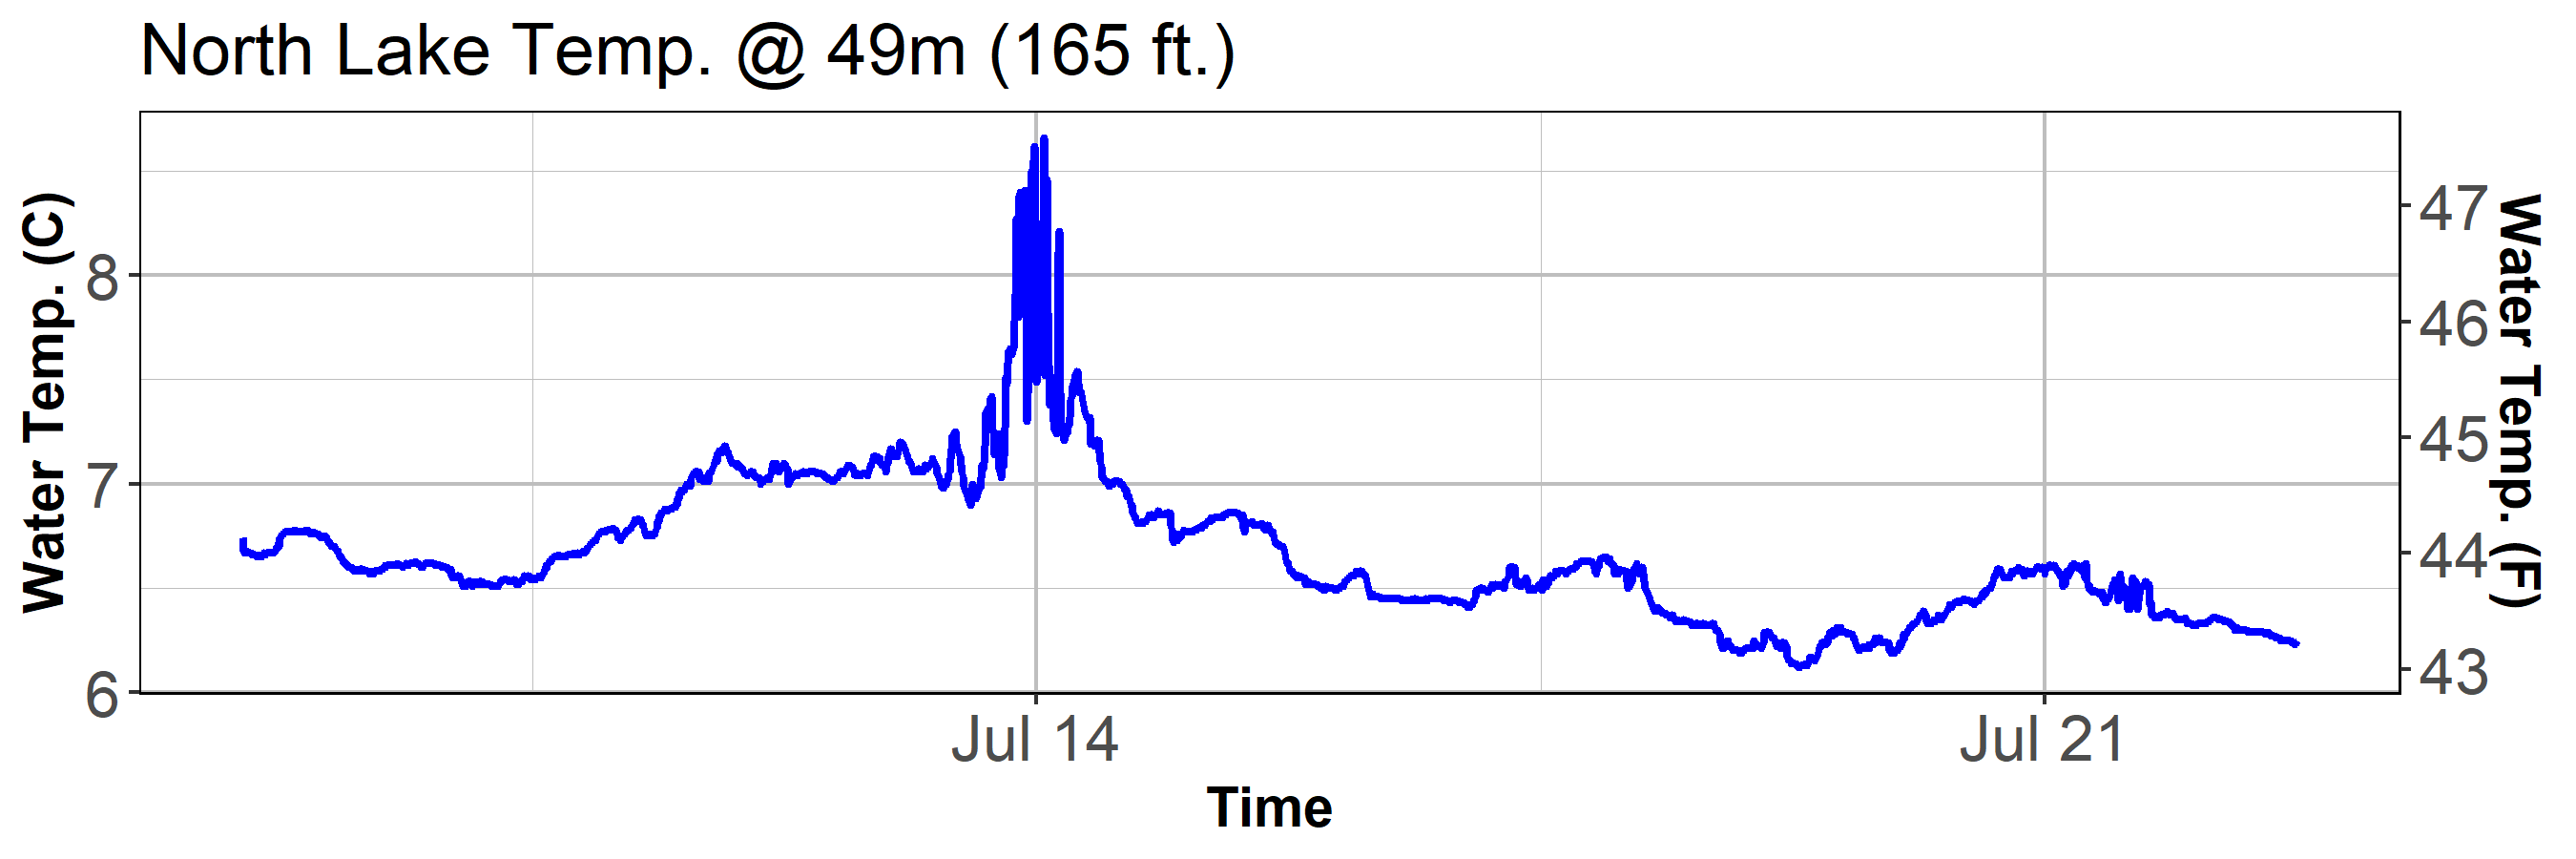 North Lake Temp. @ 49m (165 ft.)
Water Temp. (C)
8
7
6
47
46
45
44
43
Water Temp. (F)
Jul 14
Jul 21
Time